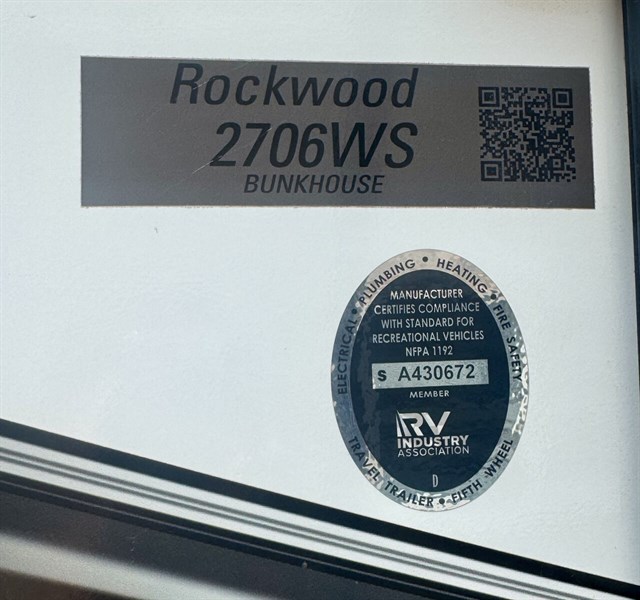 Rockwood
2706WS
BUNKHOUSE
ELECTRICAL • PLUMBING • HEATING • FIRE SAFETY
MANUFACTURER
CERTIFIES COMPLIANCE
WITH STANDARD FOR
RECREATIONAL VEHICLES
NFPA 1192
S A430672
MEMBER
RV
INDUSTRY
ASSOCIATION
D
TRAVEL TRAILER • FIFTH WHEEL